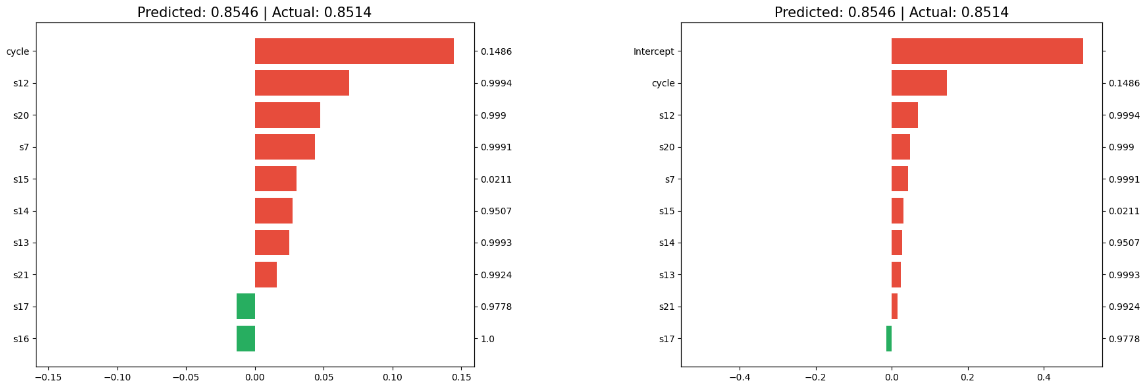 Predicted: 0.8546 | Actual: 0.8514
cycle 0.1486
s12 0.9994
s20 0.999
s7 0.9991
s15 0.0211
s14 0.9507
s13 0.9993
s21 0.9924
s17 0.9778
s16 1.0
−0.15 −0.10 −0.05 0.00 0.05 0.10 0.15
Predicted: 0.8546 | Actual: 0.8514
Intercept
cycle 0.1486
s12 0.9994
s20 0.999
s7 0.9991
s15 0.0211
s14 0.9507
s13 0.9993
s21 0.9924
s17 0.9778
−0.4 −0.2 0.0 0.2 0.4